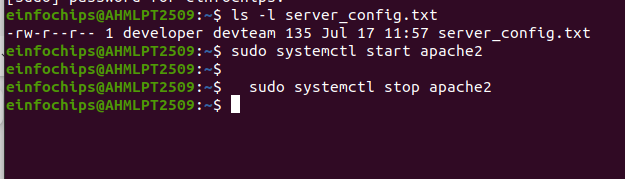 [sudo] password for einfochips:
einfochips@AHMLPT2509:~$ ls -l server_config.txt
-rw-r--r-- 1 developer devteam 135 Jul 17 11:57 server_config.txt
einfochips@AHMLPT2509:~$ sudo systemctl start apache2
einfochips@AHMLPT2509:~$
einfochips@AHMLPT2509:~$   sudo systemctl stop apache2
einfochips@AHMLPT2509:~$